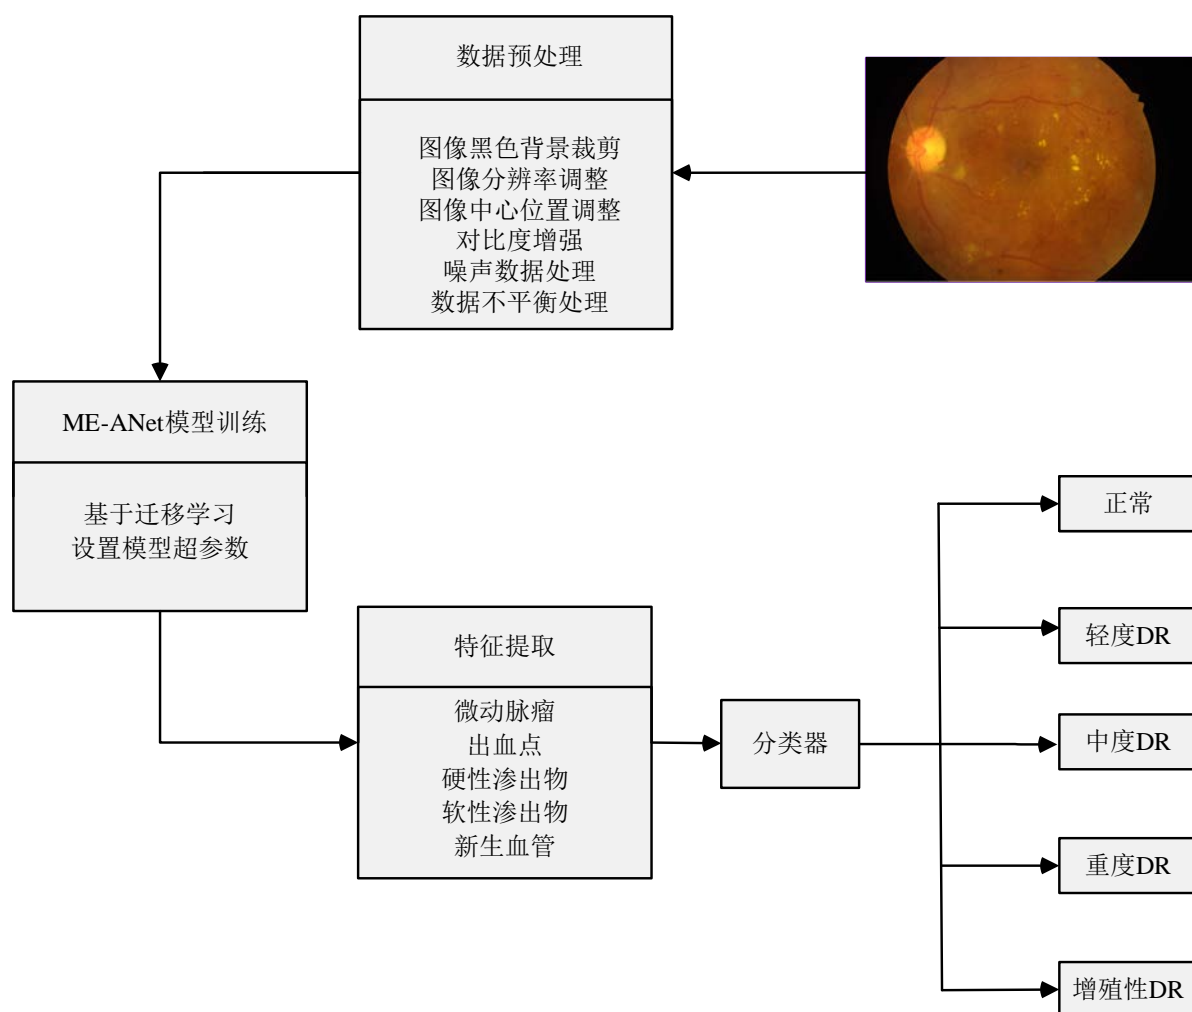 数据预处理
图像黑色背景裁剪
图像分辨率调整
图像中心位置调整
对比度增强
噪声数据处理
数据不平衡处理
ME-ANet模型训练
基于迁移学习
设置模型超参数
特征提取
微动脉瘤
出血点
硬性渗出物
软性渗出物
新生血管
分类器
正常
轻度DR
中度DR
重度DR
增殖性DR